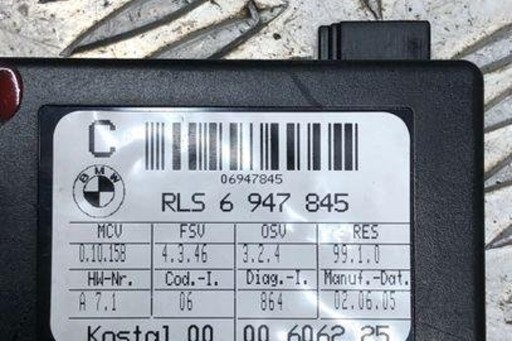 C
BMW
06947845
RLS 6 947 845
MCV FSV OSV RES
0.10.158 4.3.46 3.2.4 99.1.0
HW-Nr. Cod.-I. Diag.-I. Manuf.-Dat.
A 7.1 06 864 02.06.05
Kostal 00 00 6062 25